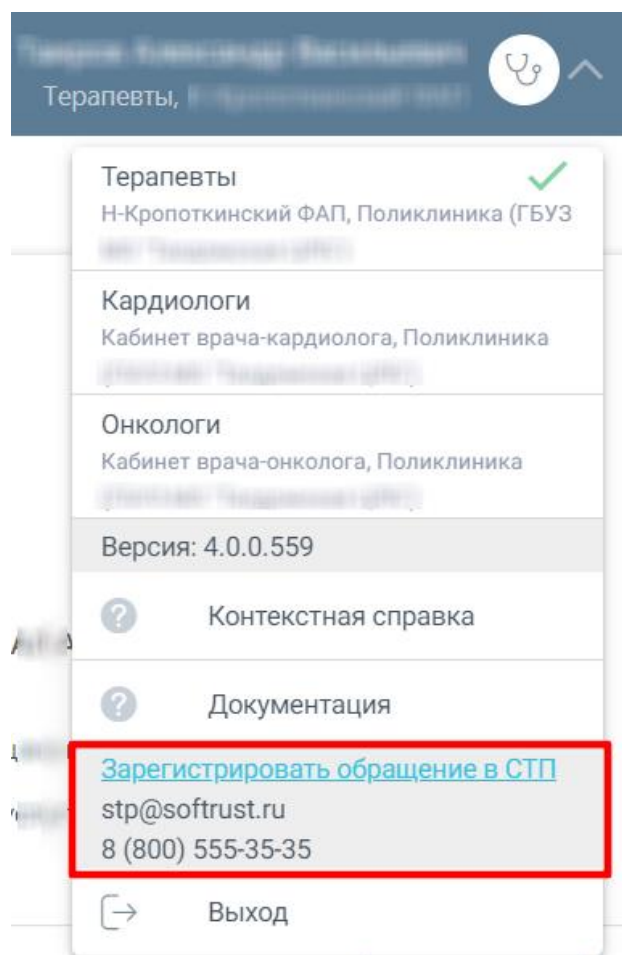 Терапевты,
Терапевты
Н-Кропоткинский ФАП, Поликлиника (ГБУЗ
Кардиологи
Кабинет врача-кардиолога, Поликлиника
Онкологи
Кабинет врача-онколога, Поликлиника
Версия: 4.0.0.559
Контекстная справка
Документация
Зарегистрировать обращение в СТП
stp@softrust.ru
8 (800) 555-35-35
Выход